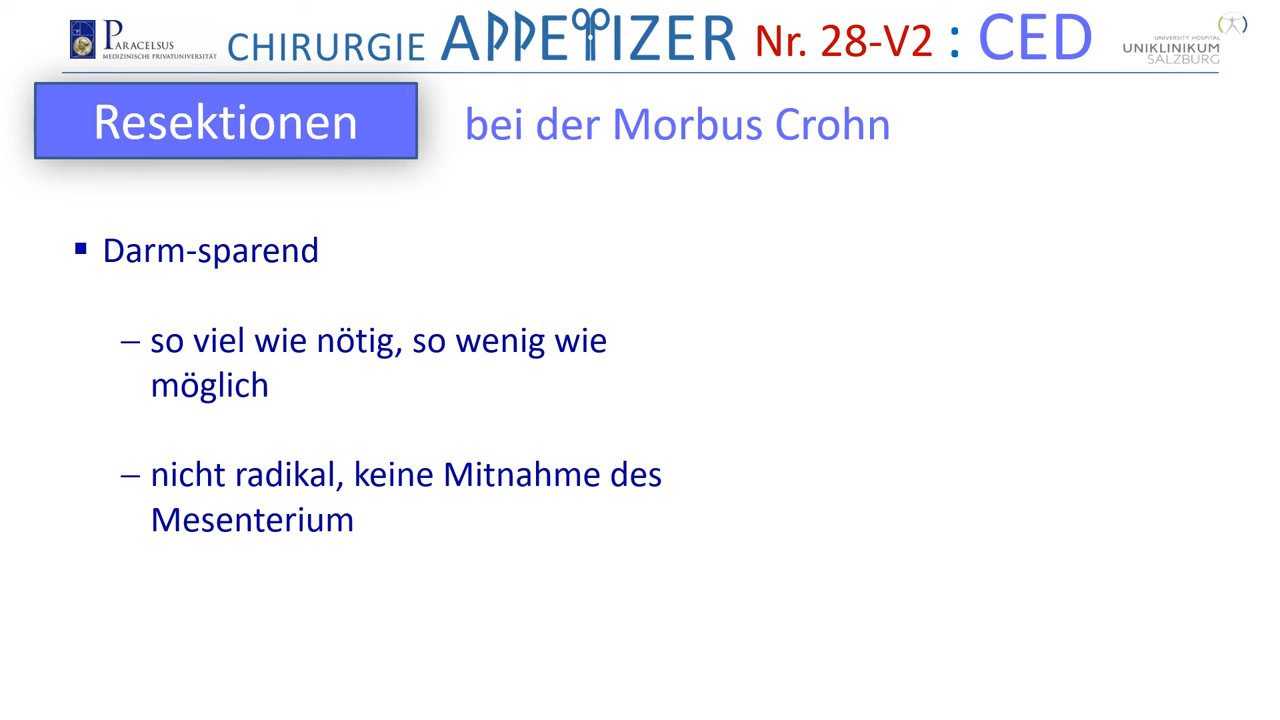 PARACELSUS
MEDIZINISCHE PRIVATUNIVERSITÄT
CHIRURGIE APPETIZER Nr. 28-V2 : CED
UNIVERSITY HOSPITAL
UNIKLINIKUM
SALZBURG
Resektionen bei der Morbus Crohn
▪ Darm-sparend
– so viel wie nötig, so wenig wie
möglich
– nicht radikal, keine Mitnahme des
Mesenterium